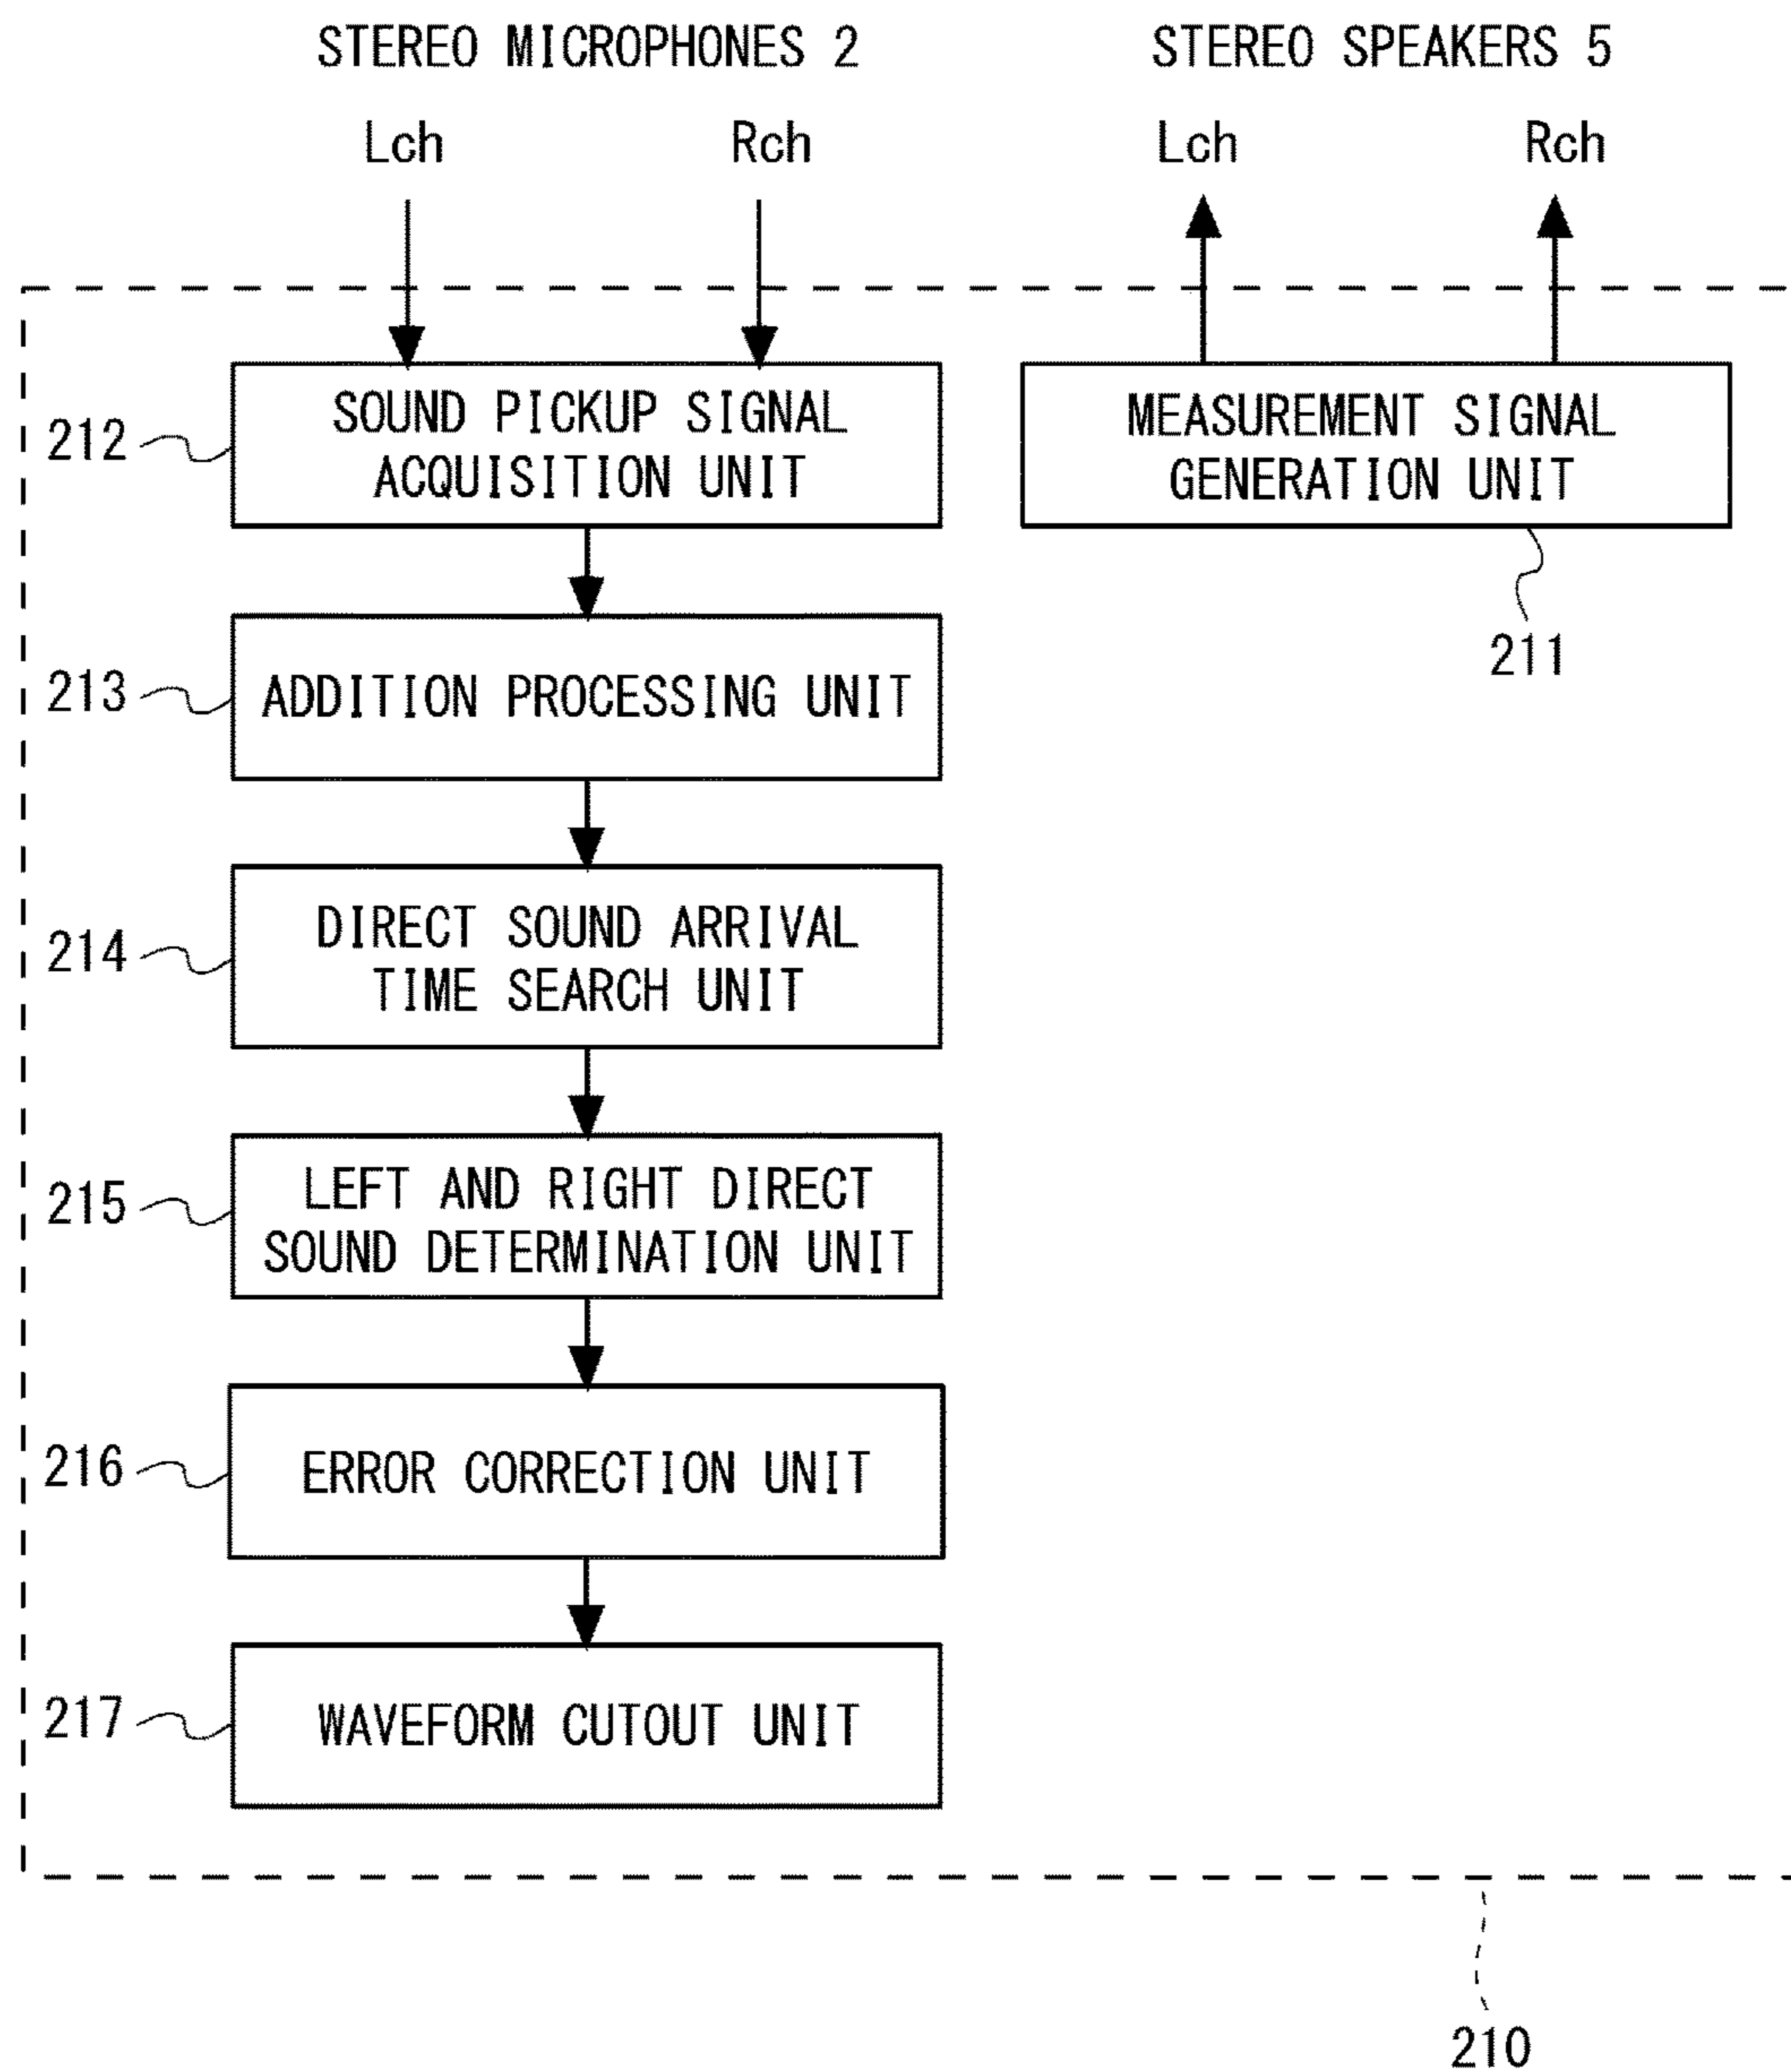 STEREO MICROPHONES 2
STEREO SPEAKERS 5
Lch
Rch
Lch
Rch
212
SOUND PICKUP SIGNAL
ACQUISITION UNIT
MEASUREMENT SIGNAL
GENERATION UNIT
211
213
ADDITION PROCESSING UNIT
214
DIRECT SOUND ARRIVAL
TIME SEARCH UNIT
215
LEFT AND RIGHT DIRECT
SOUND DETERMINATION UNIT
216
ERROR CORRECTION UNIT
217
WAVEFORM CUTOUT UNIT
210